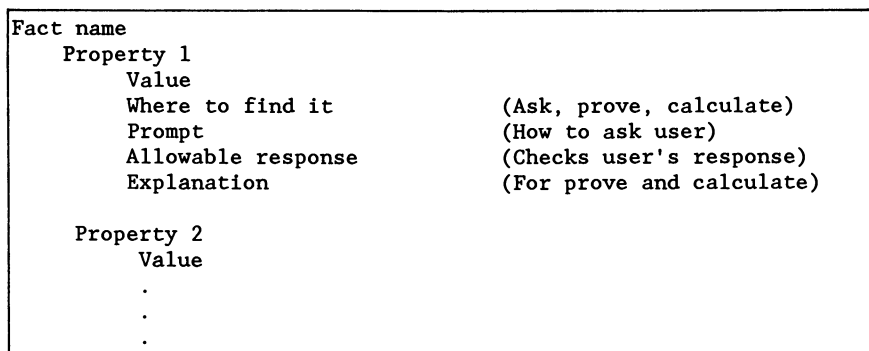 Fact name
Property 1
Value
Where to find it (Ask, prove, calculate)
Prompt (How to ask user)
Allowable response (Checks user's response)
Explanation (For prove and calculate)
Property 2
Value
.
.
.